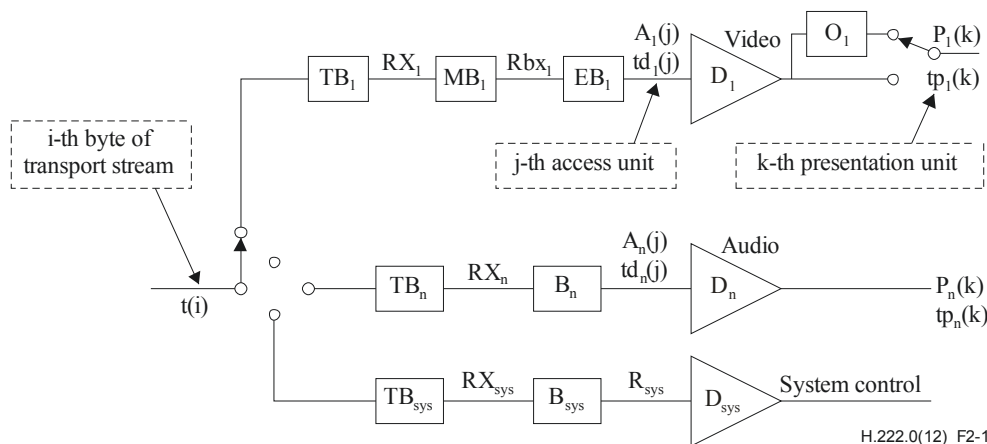 i-th byte of
transport stream
t(i)
TB₁
RX₁
MB₁
Rbx₁
EB₁
A₁(j)
td₁(j)
Video
D₁
O₁
P₁(k)
tp₁(k)
j-th access unit
k-th presentation unit
TBₙ
RXₙ
Bₙ
Aₙ(j)
tdₙ(j)
Audio
Dₙ
Pₙ(k)
tpₙ(k)
TBsys
RXsys
Bsys
Rsys
Dsys
System control
H.222.0(12)_F2-1